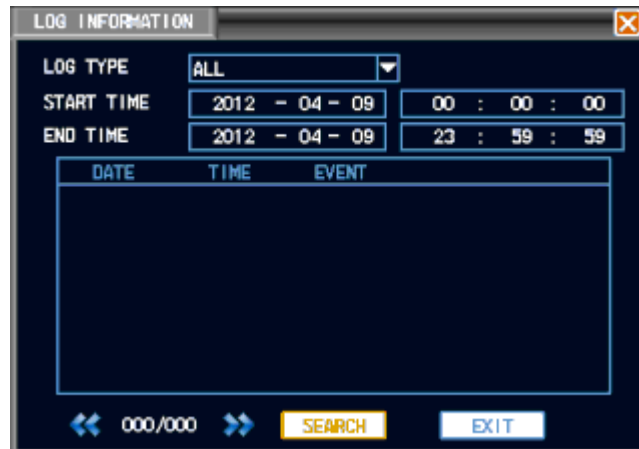 LOG INFORMATION
LOG TYPE ALL
START TIME 2012 - 04 - 09 00 : 00 : 00
END TIME 2012 - 04 - 09 23 : 59 : 59
DATE TIME EVENT
000/000 SEARCH EXIT